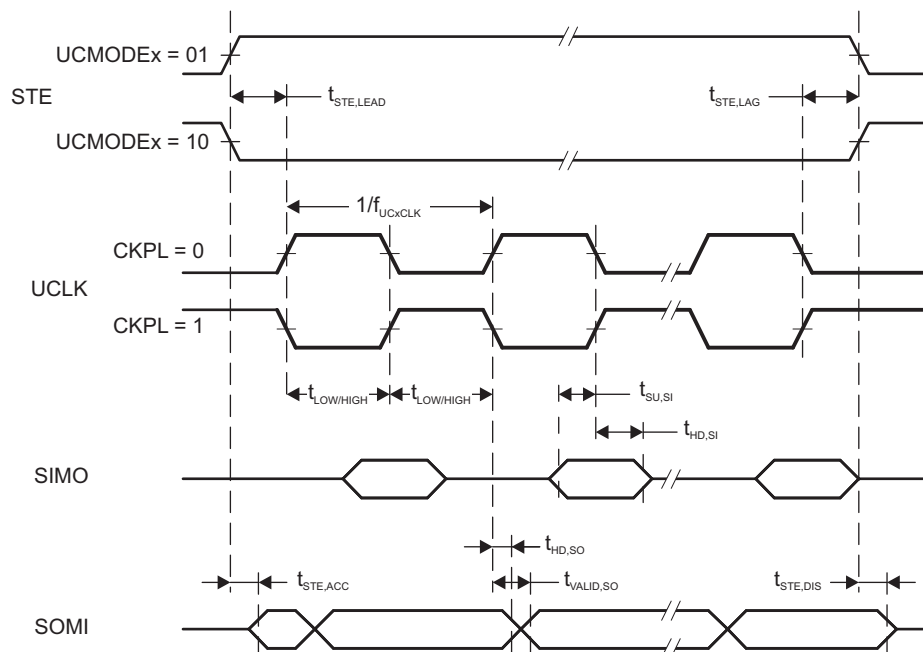 UCMODEx = 01
STE
tSTE,LEAD
tSTE,LAG
UCMODEx = 10
1/fUCxCLK
CKPL = 0
UCLK
CKPL = 1
tLOW/HIGH
tLOW/HIGH
tSU,SI
tHD,SI
SIMO
tHD,SO
tSTE,ACC
tVALID,SO
tSTE,DIS
SOMI